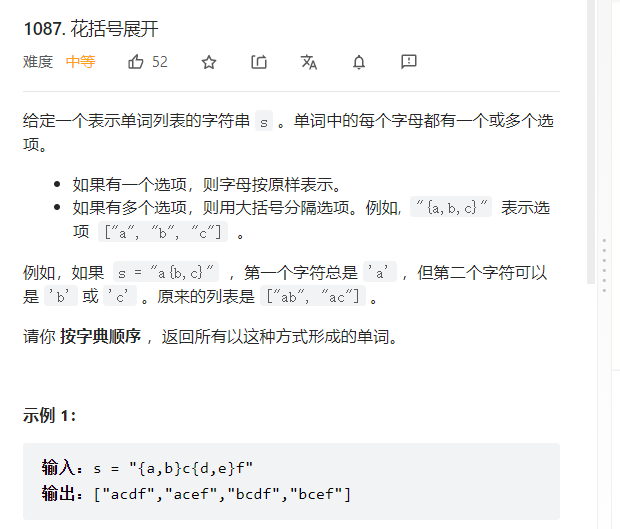 1087. 花括号展开
难度 中等 52
给定一个表示单词列表的字符串 s 。单词中的每个字母都有一个或多个选
项。
• 如果有一个选项，则字母按原样表示。
• 如果有多个选项，则用大括号分隔选项。例如, "{a,b,c}" 表示选
项 ["a", "b", "c"] 。
例如，如果 s = "a{b,c}" ，第一个字符总是 'a' ，但第二个字符可以
是 'b' 或 'c' 。原来的列表是 ["ab", "ac"] 。
请你 按字典顺序 ，返回所有以这种方式形成的单词。
示例 1：
输入：s = "{a,b}c{d,e}f"
输出：["acdf","acef","bcdf","bcef"]